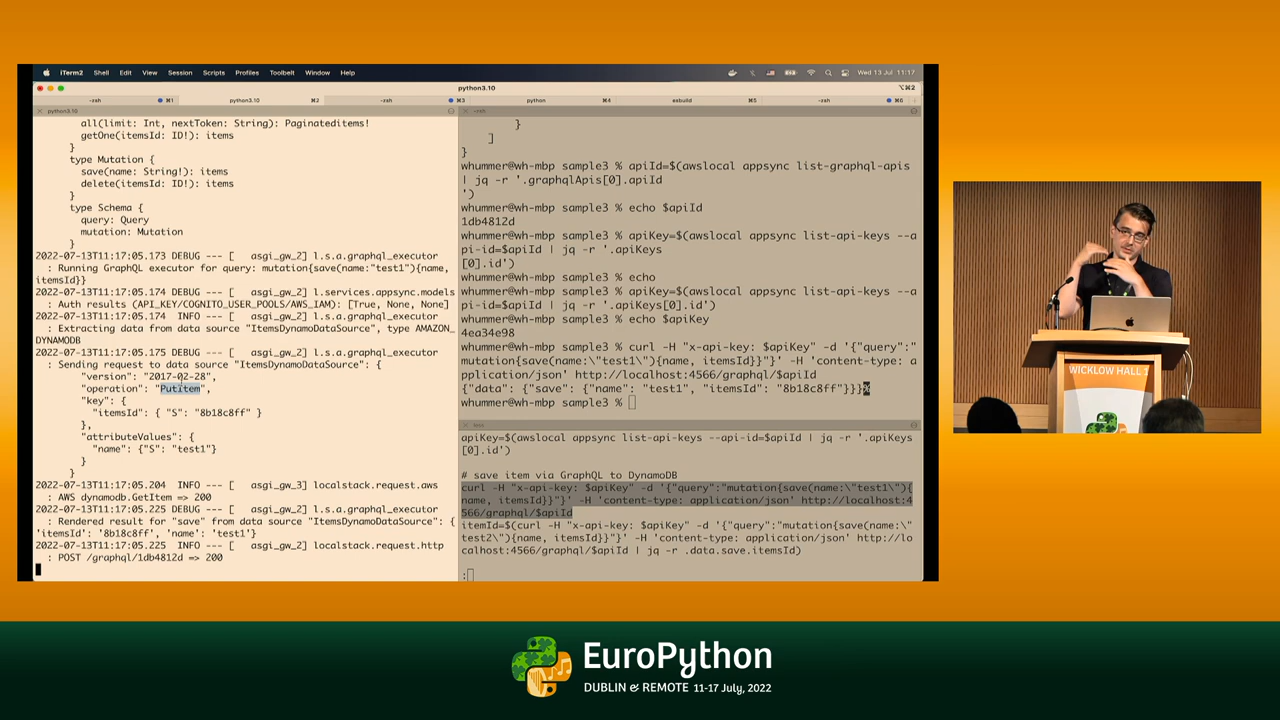 iTerm2 Shell Edit View Session Scripts Profiles Toolbelt Window Help
Wed 13 Jul 11:17
python3.10
⌥⌘2
-zsh ⌘1 python3.10 ⌘2 -zsh ⌘3 python ⌘4 esbuild ⌘5 -zsh ⌘6
python3.10
all(limit: Int, nextToken: String): Paginateditems!
getOne(itemsId: ID!): items
}
type Mutation {
save(name: String!): items
delete(itemsId: ID!): items
}
type Schema {
query: Query
mutation: Mutation
}
2022-07-13T11:17:05.173 DEBUG --- [ asgi_gw_2] l.s.a.graphql_executor
: Running GraphQL executor for query: mutation{save(name:"test1"){name,
itemsId}}
2022-07-13T11:17:05.174 DEBUG --- [ asgi_gw_2] l.services.appsync.models
: Auth results (API_KEY/COGNITO_USER_POOLS/AWS_IAM): [True, None, None]
2022-07-13T11:17:05.174 INFO --- [ asgi_gw_2] l.s.a.graphql_executor
: Extracting data from data source "ItemsDynamoDataSource", type AMAZON_
DYNAMODB
2022-07-13T11:17:05.175 DEBUG --- [ asgi_gw_2] l.s.a.graphql_executor
: Sending request to data source "ItemsDynamoDataSource": {
"version": "2017-02-28",
"operation": "PutItem",
"key": {
"itemsId": { "S": "8b18c8ff" }
},
"attributeValues": {
"name": {"S": "test1"}
}
}
2022-07-13T11:17:05.204 INFO --- [ asgi_gw_3] localstack.request.aws
: AWS dynamodb.GetItem => 200
2022-07-13T11:17:05.225 DEBUG --- [ asgi_gw_2] l.s.a.graphql_executor
: Rendered result for "save" from data source "ItemsDynamoDataSource": {
'itemsId': '8b18c8ff', 'name': 'test1'}
2022-07-13T11:17:05.225 INFO --- [ asgi_gw_2] localstack.request.http
: POST /graphql/1db4812d => 200
}
]
}
whummer@wh-mbp sample3 % apiId=$(awslocal appsync list-graphql-apis
| jq -r '.graphqlApis[0].apiId
')
whummer@wh-mbp sample3 % echo $apiId
1db4812d
whummer@wh-mbp sample3 % apiKey=$(awslocal appsync list-api-keys --a
pi-id=$apiId | jq -r '.apiKeys
[0].id')
whummer@wh-mbp sample3 % echo
whummer@wh-mbp sample3 % apiKey=$(awslocal appsync list-api-keys --a
pi-id=$apiId | jq -r '.apiKeys[0].id')
whummer@wh-mbp sample3 % echo $apiKey
4ea34e98
whummer@wh-mbp sample3 % curl -H "x-api-key: $apiKey" -d '{"query":"
mutation{save(name:\"test1\"){name, itemsId}}"}' -H 'content-type: a
pplication/json' http://localhost:4566/graphql/$apiId
{"data": {"save": {"name": "test1", "itemsId": "8b18c8ff"}}}%
whummer@wh-mbp sample3 %
apiKey=$(awslocal appsync list-api-keys --api-id=$apiId | jq -r '.apiKeys
[0].id')
# save item via GraphQL to DynamoDB
curl -H "x-api-key: $apiKey" -d '{"query":"mutation{save(name:\"test1\"){
name, itemsId}}"}' -H 'content-type: application/json' http://localhost:4
566/graphql/$apiId
itemId=$(curl -H "x-api-key: $apiKey" -d '{"query":"mutation{save(name:\"
test2\"){name, itemsId}}"}' -H 'content-type: application/json' http://lo
calhost:4566/graphql/$apiId | jq -r .data.save.itemsId)
:
WICKLOW HALL 1
EuroPython
DUBLIN & REMOTE 11-17 July, 2022